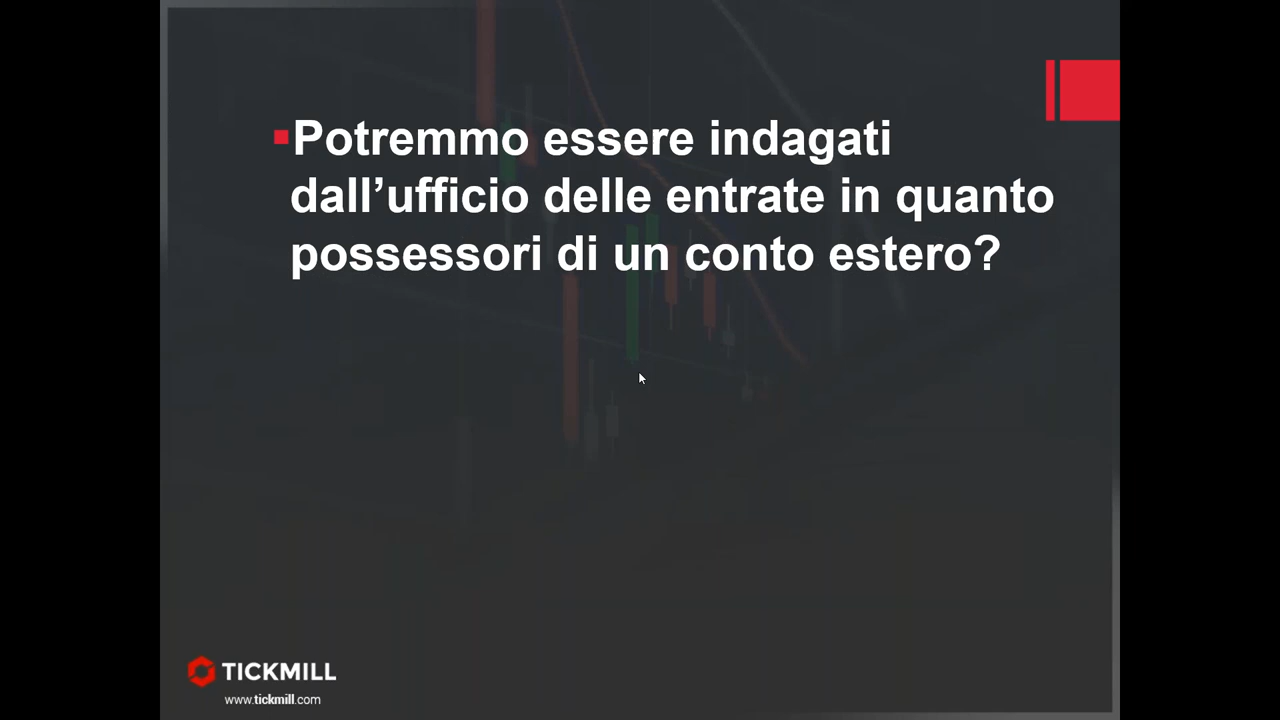 Potremmo essere indagati
dall’ufficio delle entrate in quanto
possessori di un conto estero?
TICKMILL
www.tickmill.com